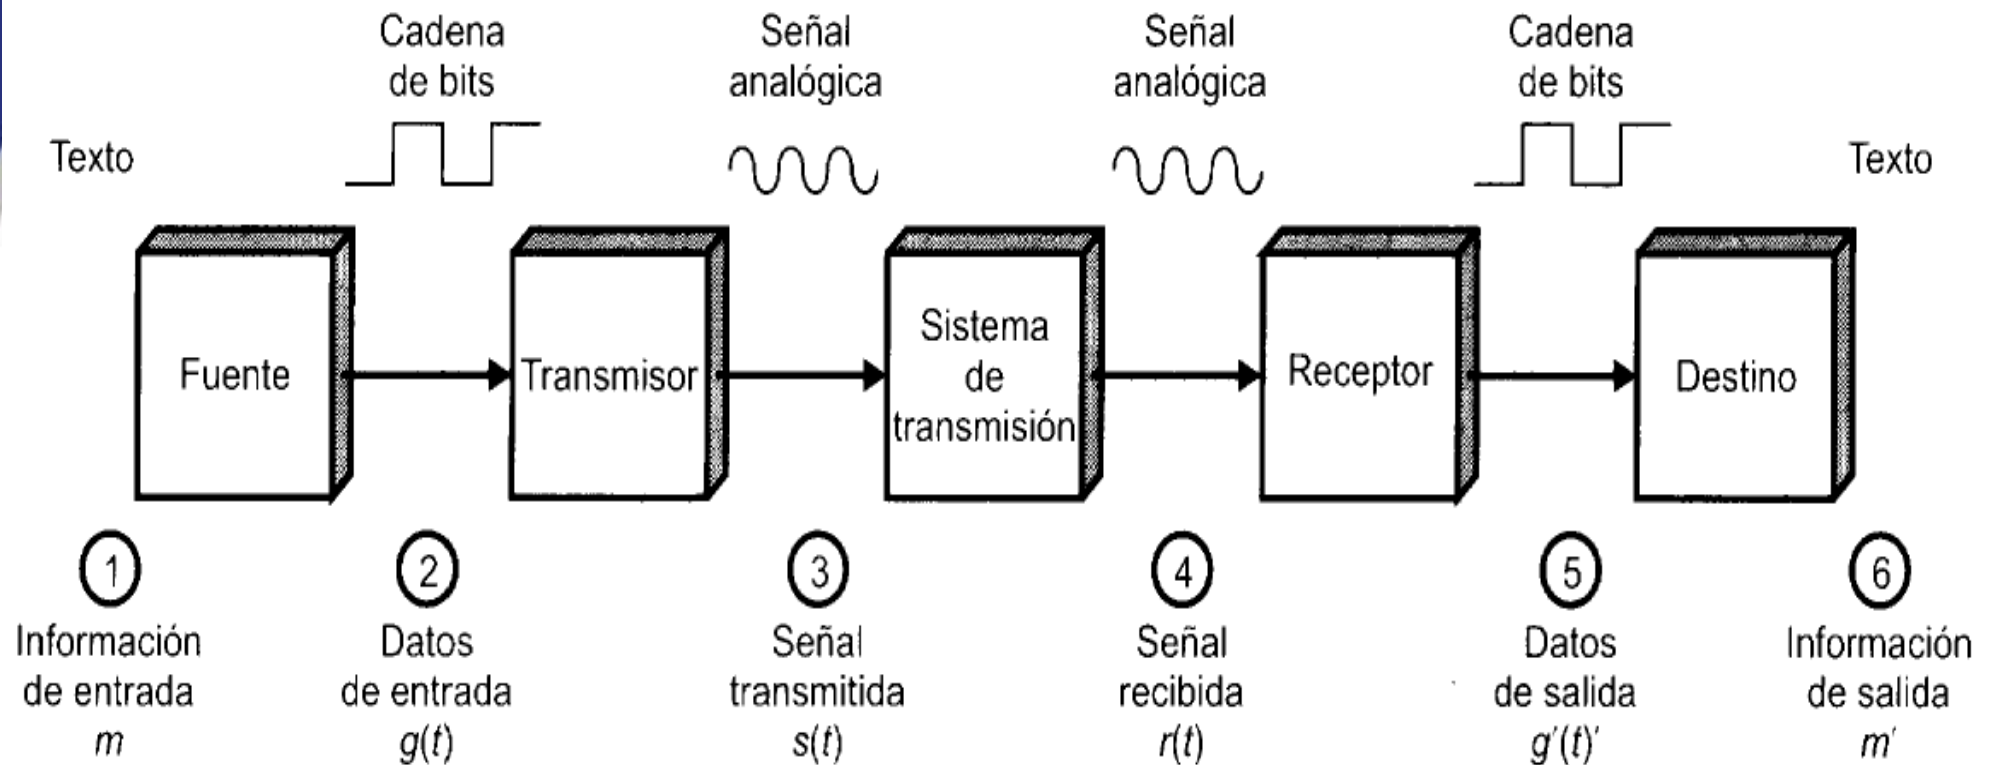 Cadena
de bits
Señal
analógica
Señal
analógica
Cadena
de bits
Texto
Texto
Fuente
Transmisor
Sistema
de
transmisión
Receptor
Destino
1
2
3
4
5
6
Información
de entrada
m
Datos
de entrada
g(t)
Señal
transmitida
s(t)
Señal
recibida
r(t)
Datos
de salida
g'(t)'
Información
de salida
m'